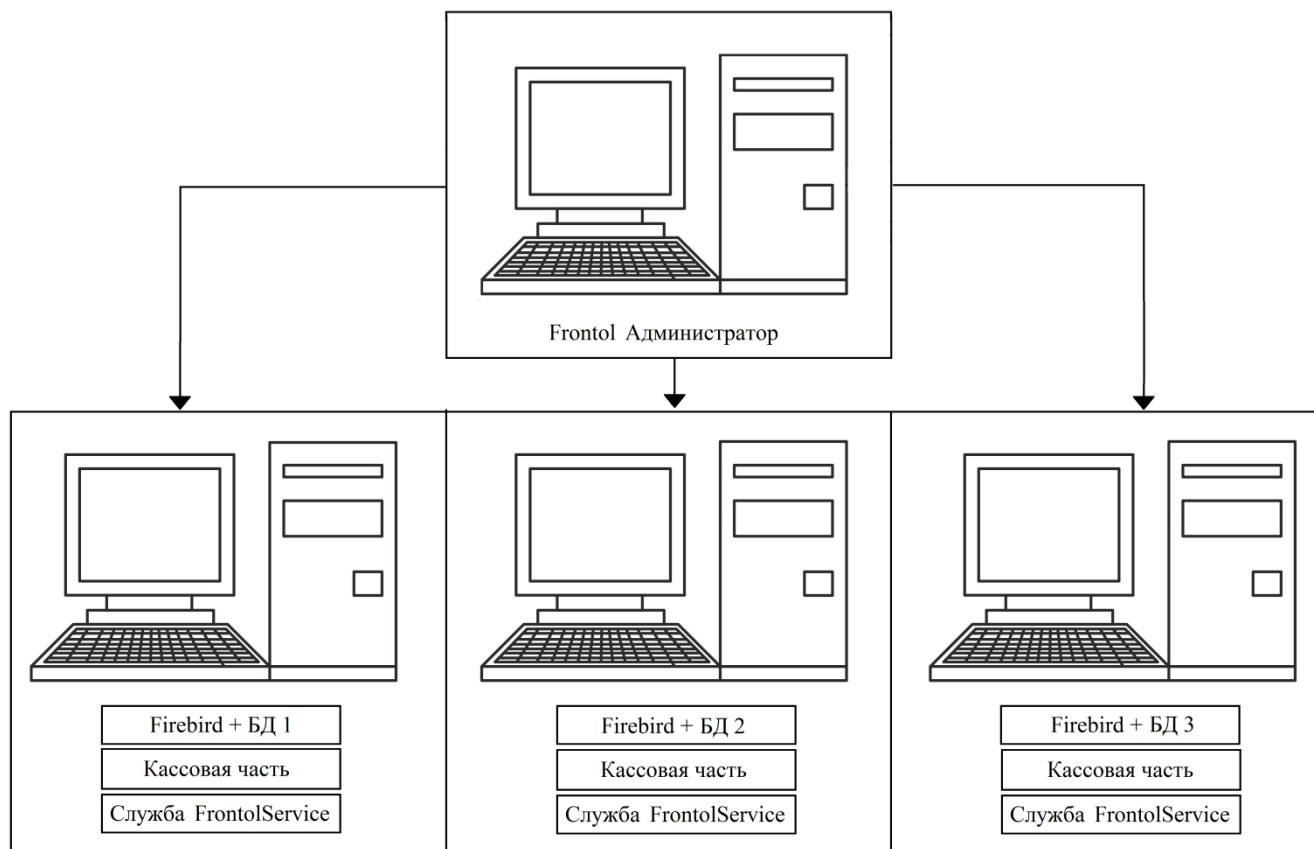 Frontol Администратор
Firebird + БД 1
Кассовая часть
Служба FrontolService
Firebird + БД 2
Кассовая часть
Служба FrontolService
Firebird + БД 3
Кассовая часть
Служба FrontolService